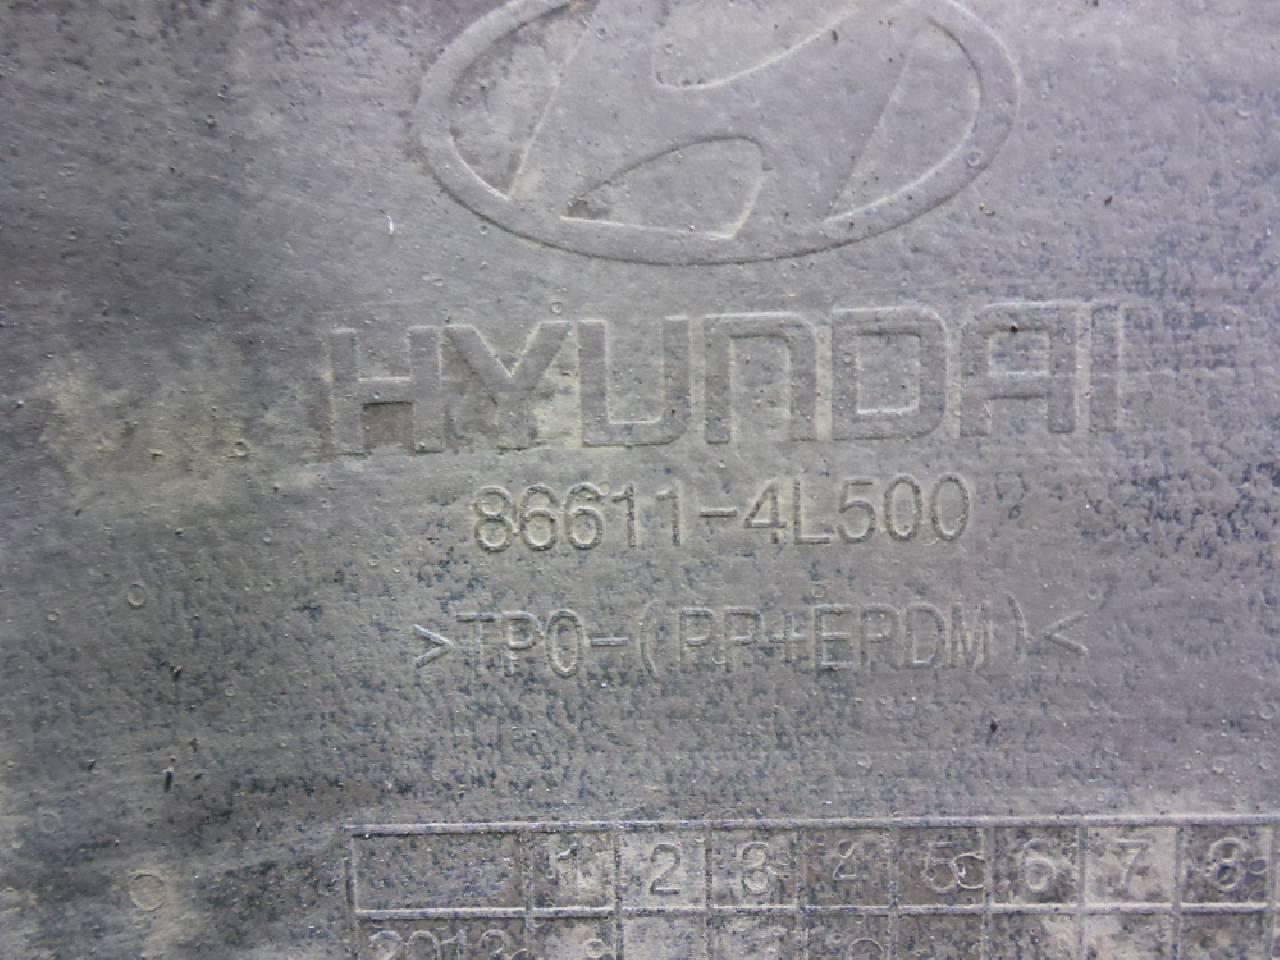 HYUNDAI
86611-4L500
>TPO-(PP+EPDM)<
1 2 3 4 5 6 7 8